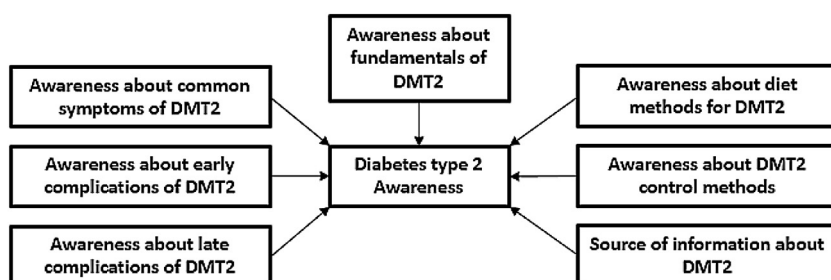 Awareness about
fundamentals of
DMT2
Awareness about common
symptoms of DMT2
Awareness about diet
methods for DMT2
Awareness about early
complications of DMT2
Diabetes type 2
Awareness
Awareness about DMT2
control methods
Awareness about late
complications of DMT2
Source of information about
DMT2